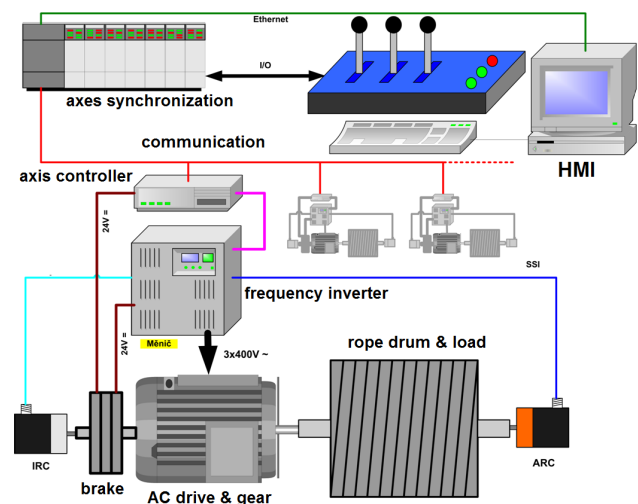 Ethernet
I/O
axes synchronization
communication
HMI
axis controller
24V =
SSI
frequency inverter
24V =
Měnič
3x400V ~
rope drum & load
IRC
ARC
brake
AC drive & gear